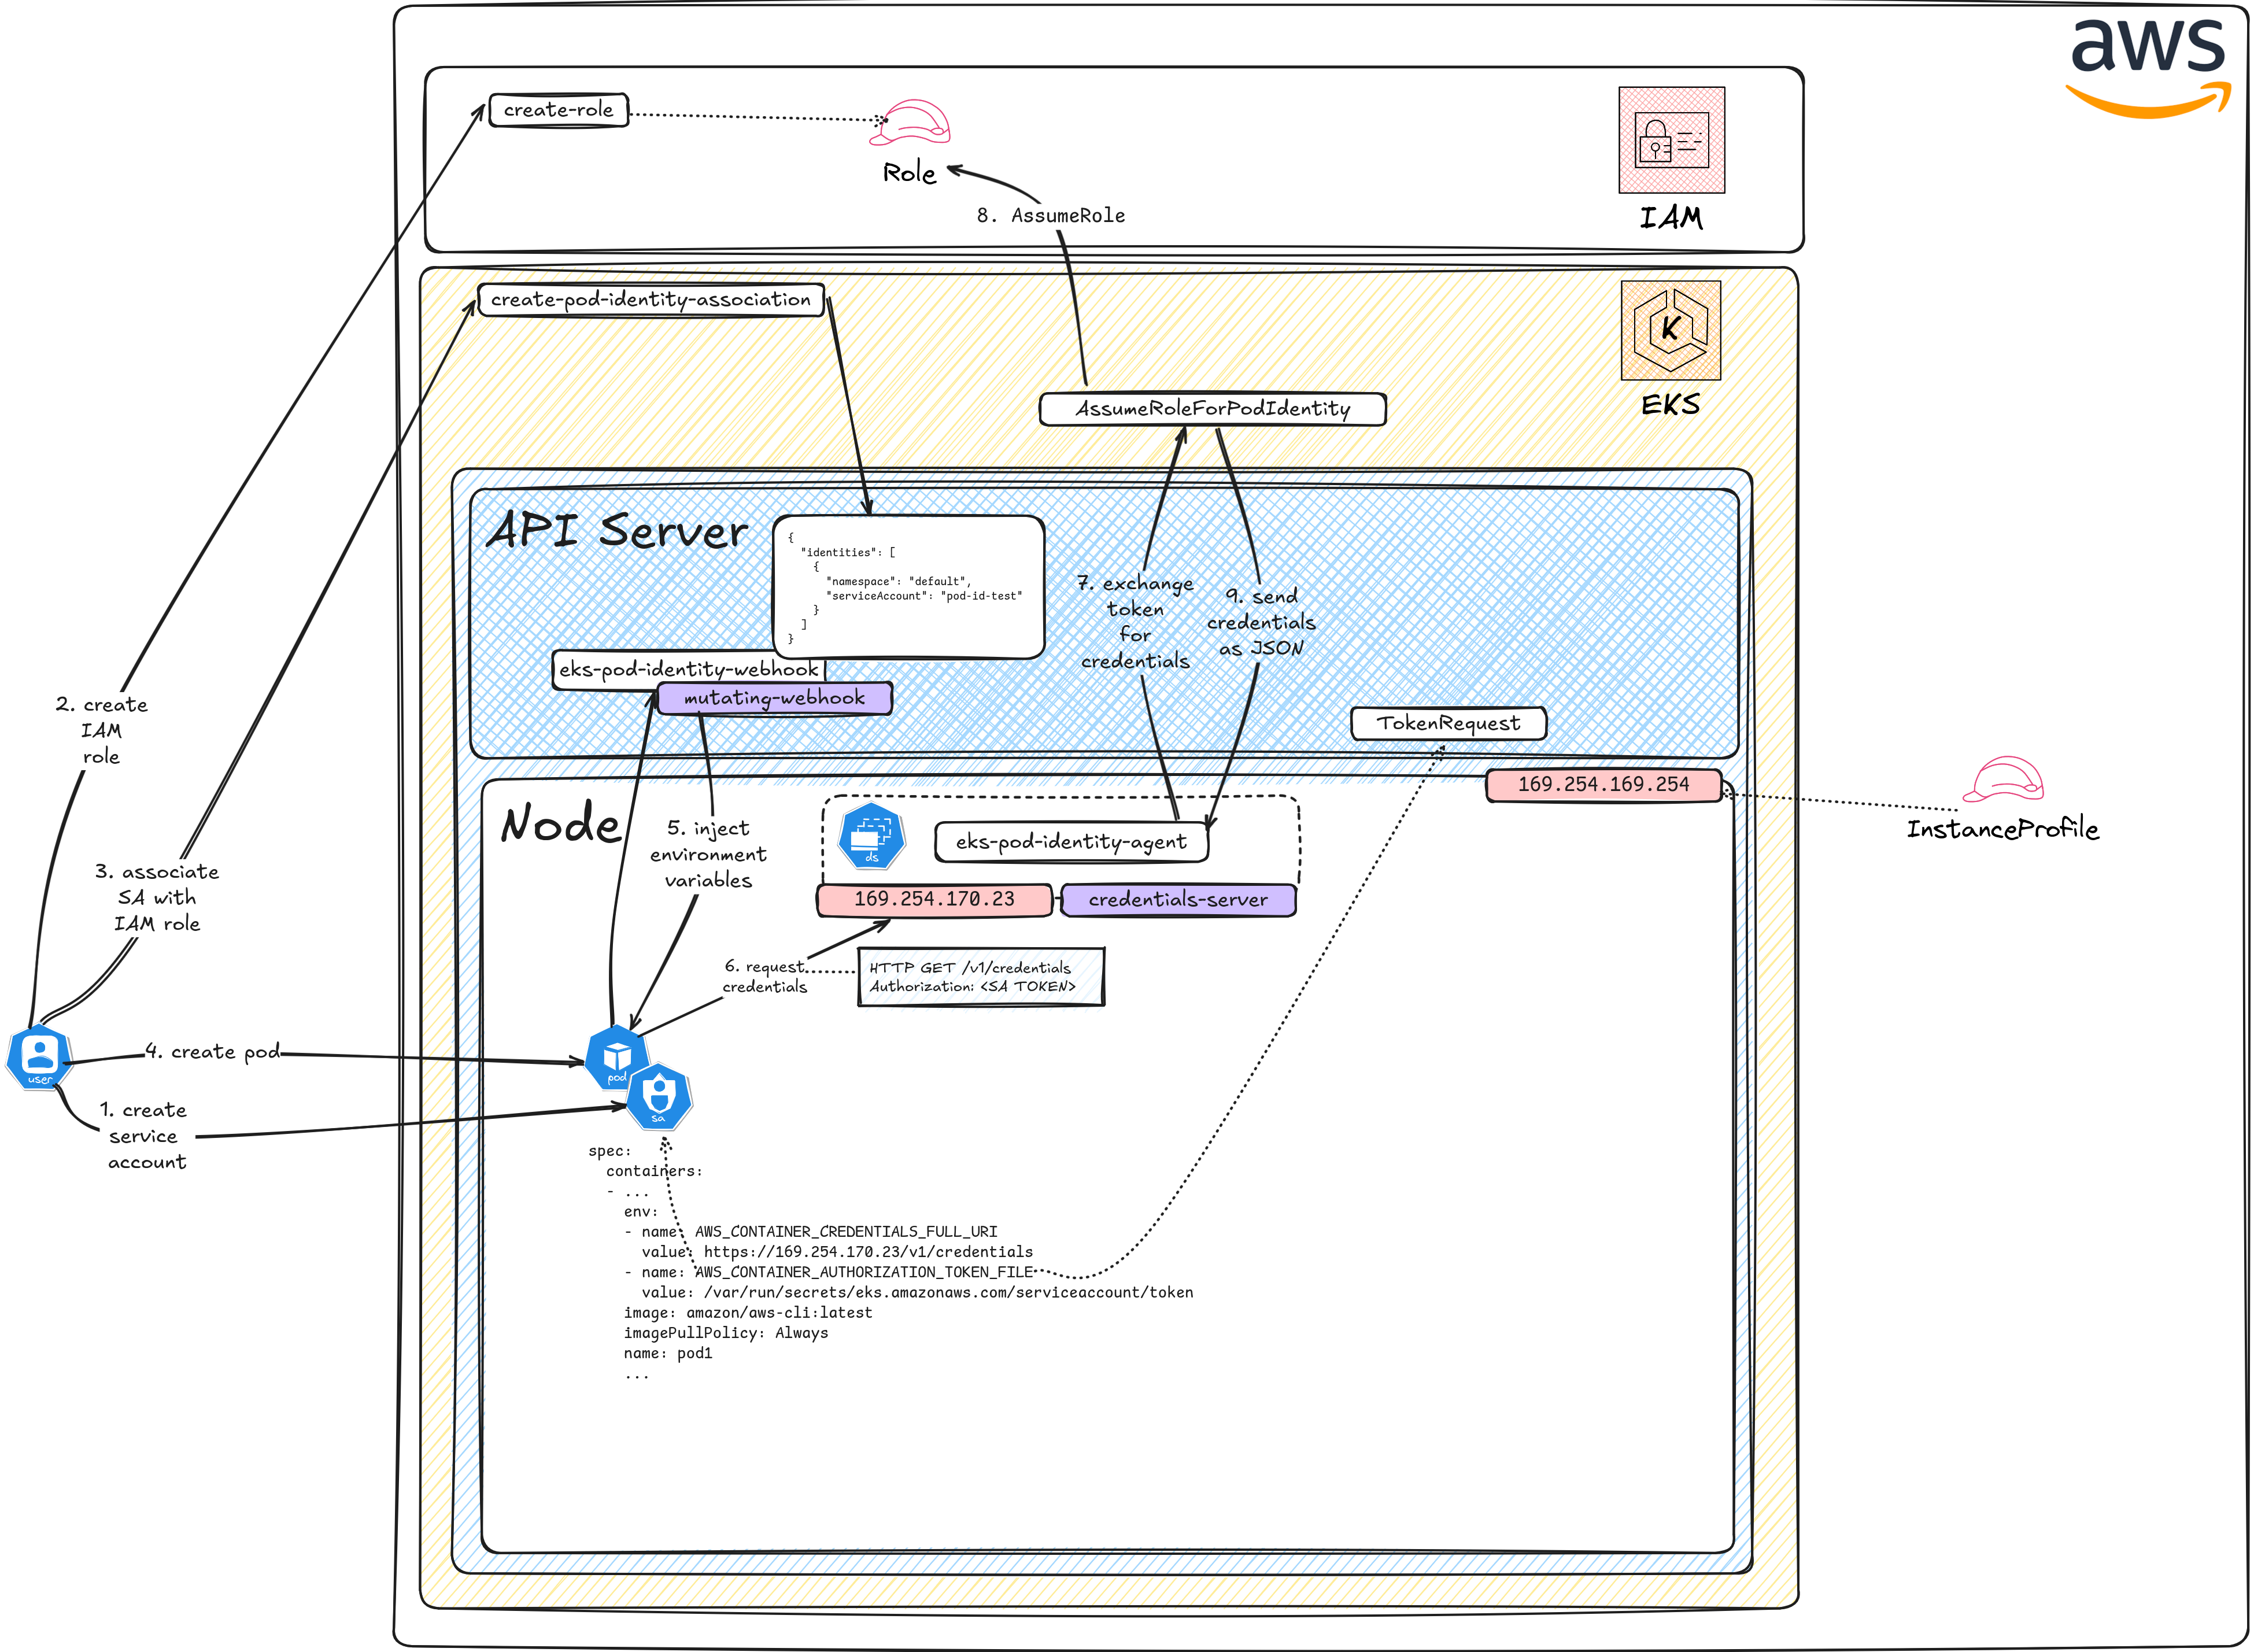 aws
create-role
Role
8. AssumeRole
IAM
create-pod-identity-association
K
EKS
AssumeRoleForPodIdentity
API Server
{
"identities": [
{
"namespace": "default",
"serviceAccount": "pod-id-test"
}
]
}
7. exchange
token
for
credentials
9. send
credentials
as JSON
eks-pod-identity-webhook
mutating-webhook
TokenRequest
2. create
IAM
role
169.254.169.254
InstanceProfile
Node
5. inject
environment
variables
ds
eks-pod-identity-agent
169.254.170.23
credentials-server
3. associate
SA with
IAM role
6. request
credentials
HTTP GET /v1/credentials
Authorization: <SA TOKEN>
user
4. create pod
pod
sa
1. create
service
account
spec:
containers:
- ...
env:
- name: AWS_CONTAINER_CREDENTIALS_FULL_URI
value: https://169.254.170.23/v1/credentials
- name: AWS_CONTAINER_AUTHORIZATION_TOKEN_FILE
value: /var/run/secrets/eks.amazonaws.com/serviceaccount/token
image: amazon/aws-cli:latest
imagePullPolicy: Always
name: pod1
...